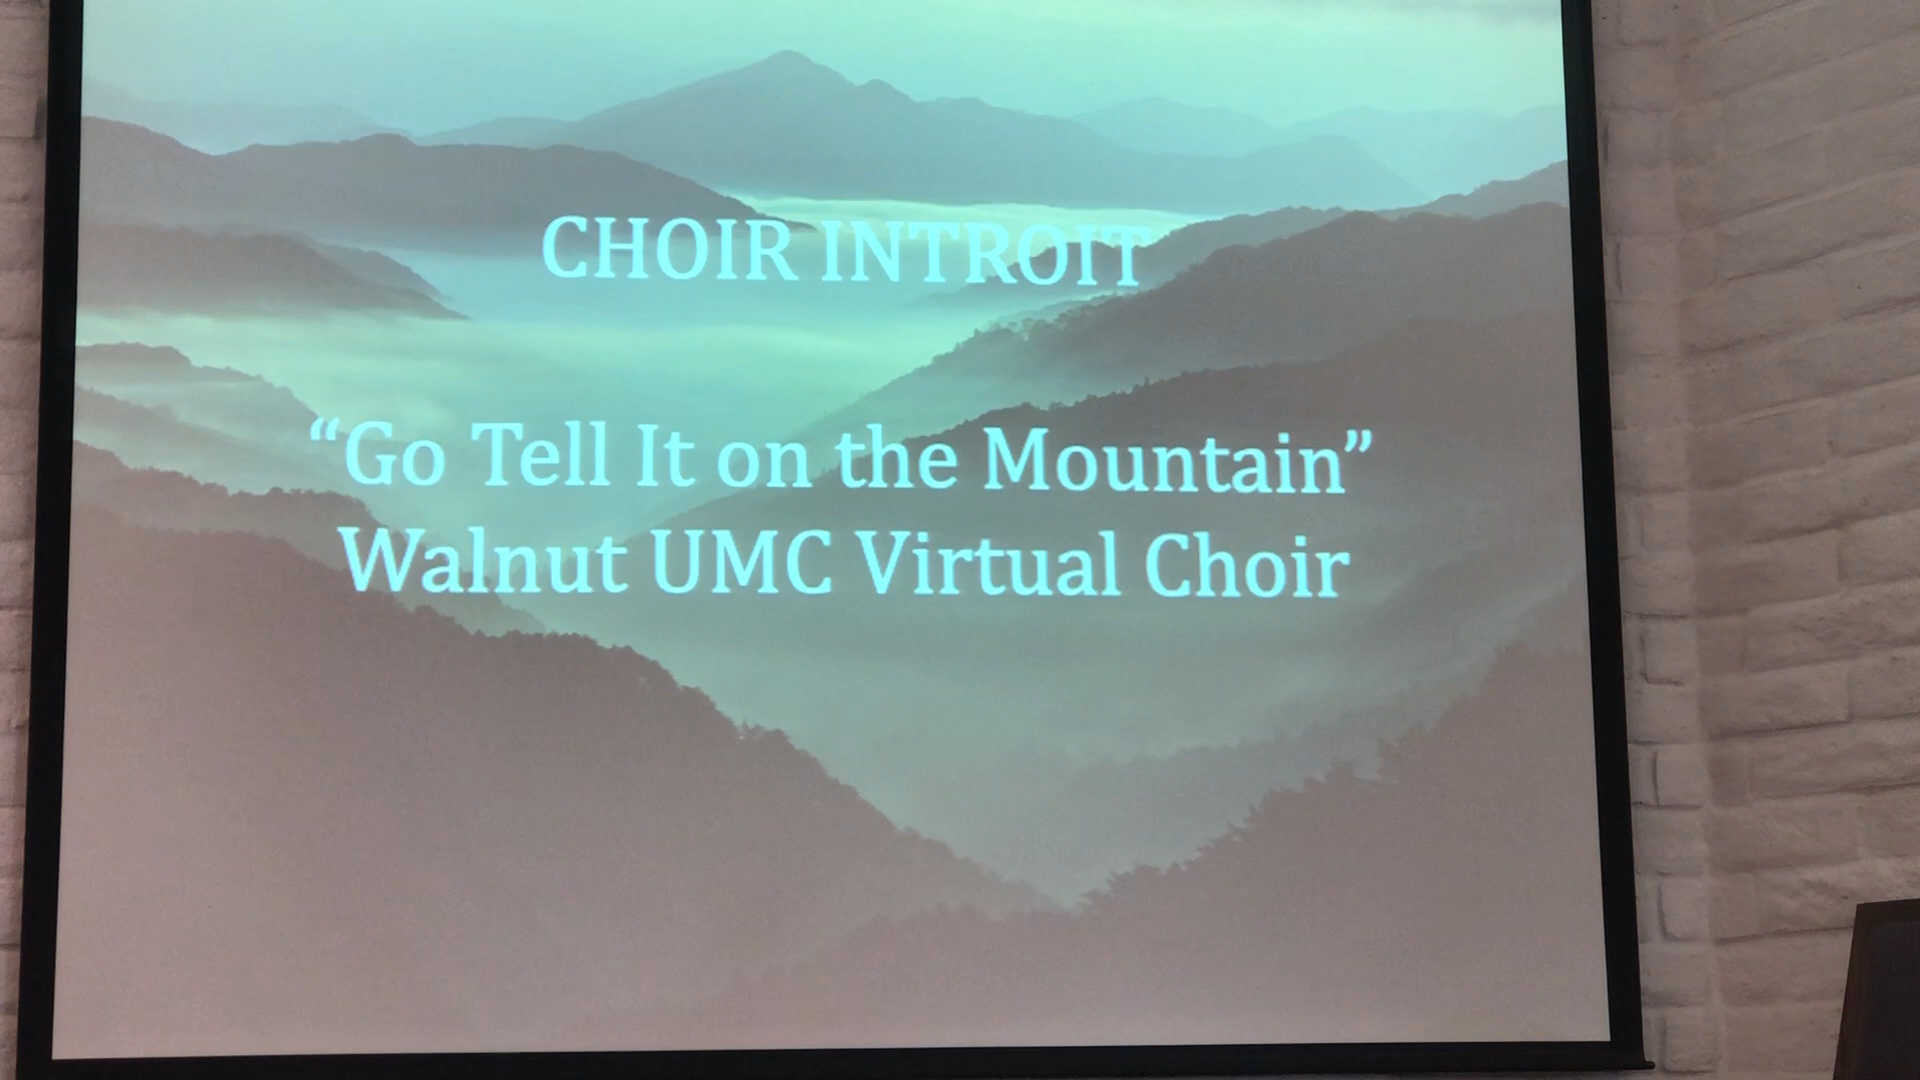 CHOIR INTROIT
“Go Tell It on the Mountain”
Walnut UMC Virtual Choir